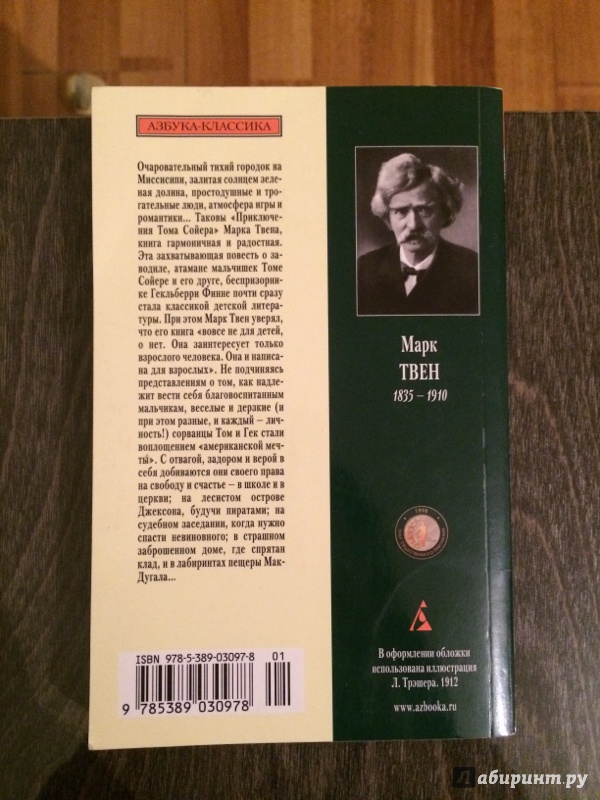 АЗБУКА-КЛАССИКА
Очаровательный тихий городок на
Миссисипи, залитая солнцем зеле-
ная долина, простодушные и тро-
гательные люди, атмосфера игры и
романтики... Таковы «Приключе-
ния Тома Сойера» Марка Твена,
книга гармоничная и радостная.
Эта захватывающая повесть о за-
водиле, атамане мальчишек Томе
Сойере и его друге, беспризорни-
ке Гекльберри Финне почти сразу
стала классикой детской литера-
туры. При этом Марк Твен уверял,
что его книга «вовсе не для детей,
о нет. Она заинтересует только
взрослого человека. Она и написа-
на для взрослых». Не подчиняясь
представлениям о том, как надле-
жит вести себя благовоспитанным
мальчикам, веселые и дерзкие (и
при этом разные, и каждый – лич-
ность!) сорванцы Том и Гек стали
воплощением «американской меч-
ты». С отвагой, задором и верой в
себя добиваются они своего права
на свободу и счастье – в школе и в
церкви; на лесистом острове
Джексона, будучи пиратами; на
судебном заседании, когда нужно
спасти невиновного; в страшном
заброшенном доме, где спрятан
клад, и в лабиринтах пещеры Мак-
Дугала...
ISBN 978-5-389-03097-8
01
9 785389 030978
Марк
ТВЕН
1835 – 1910
1998
В оформлении обложки
использована иллюстрация
Л. Трэшера. 1912
www.azbooka.ru
Лабиринт.ру